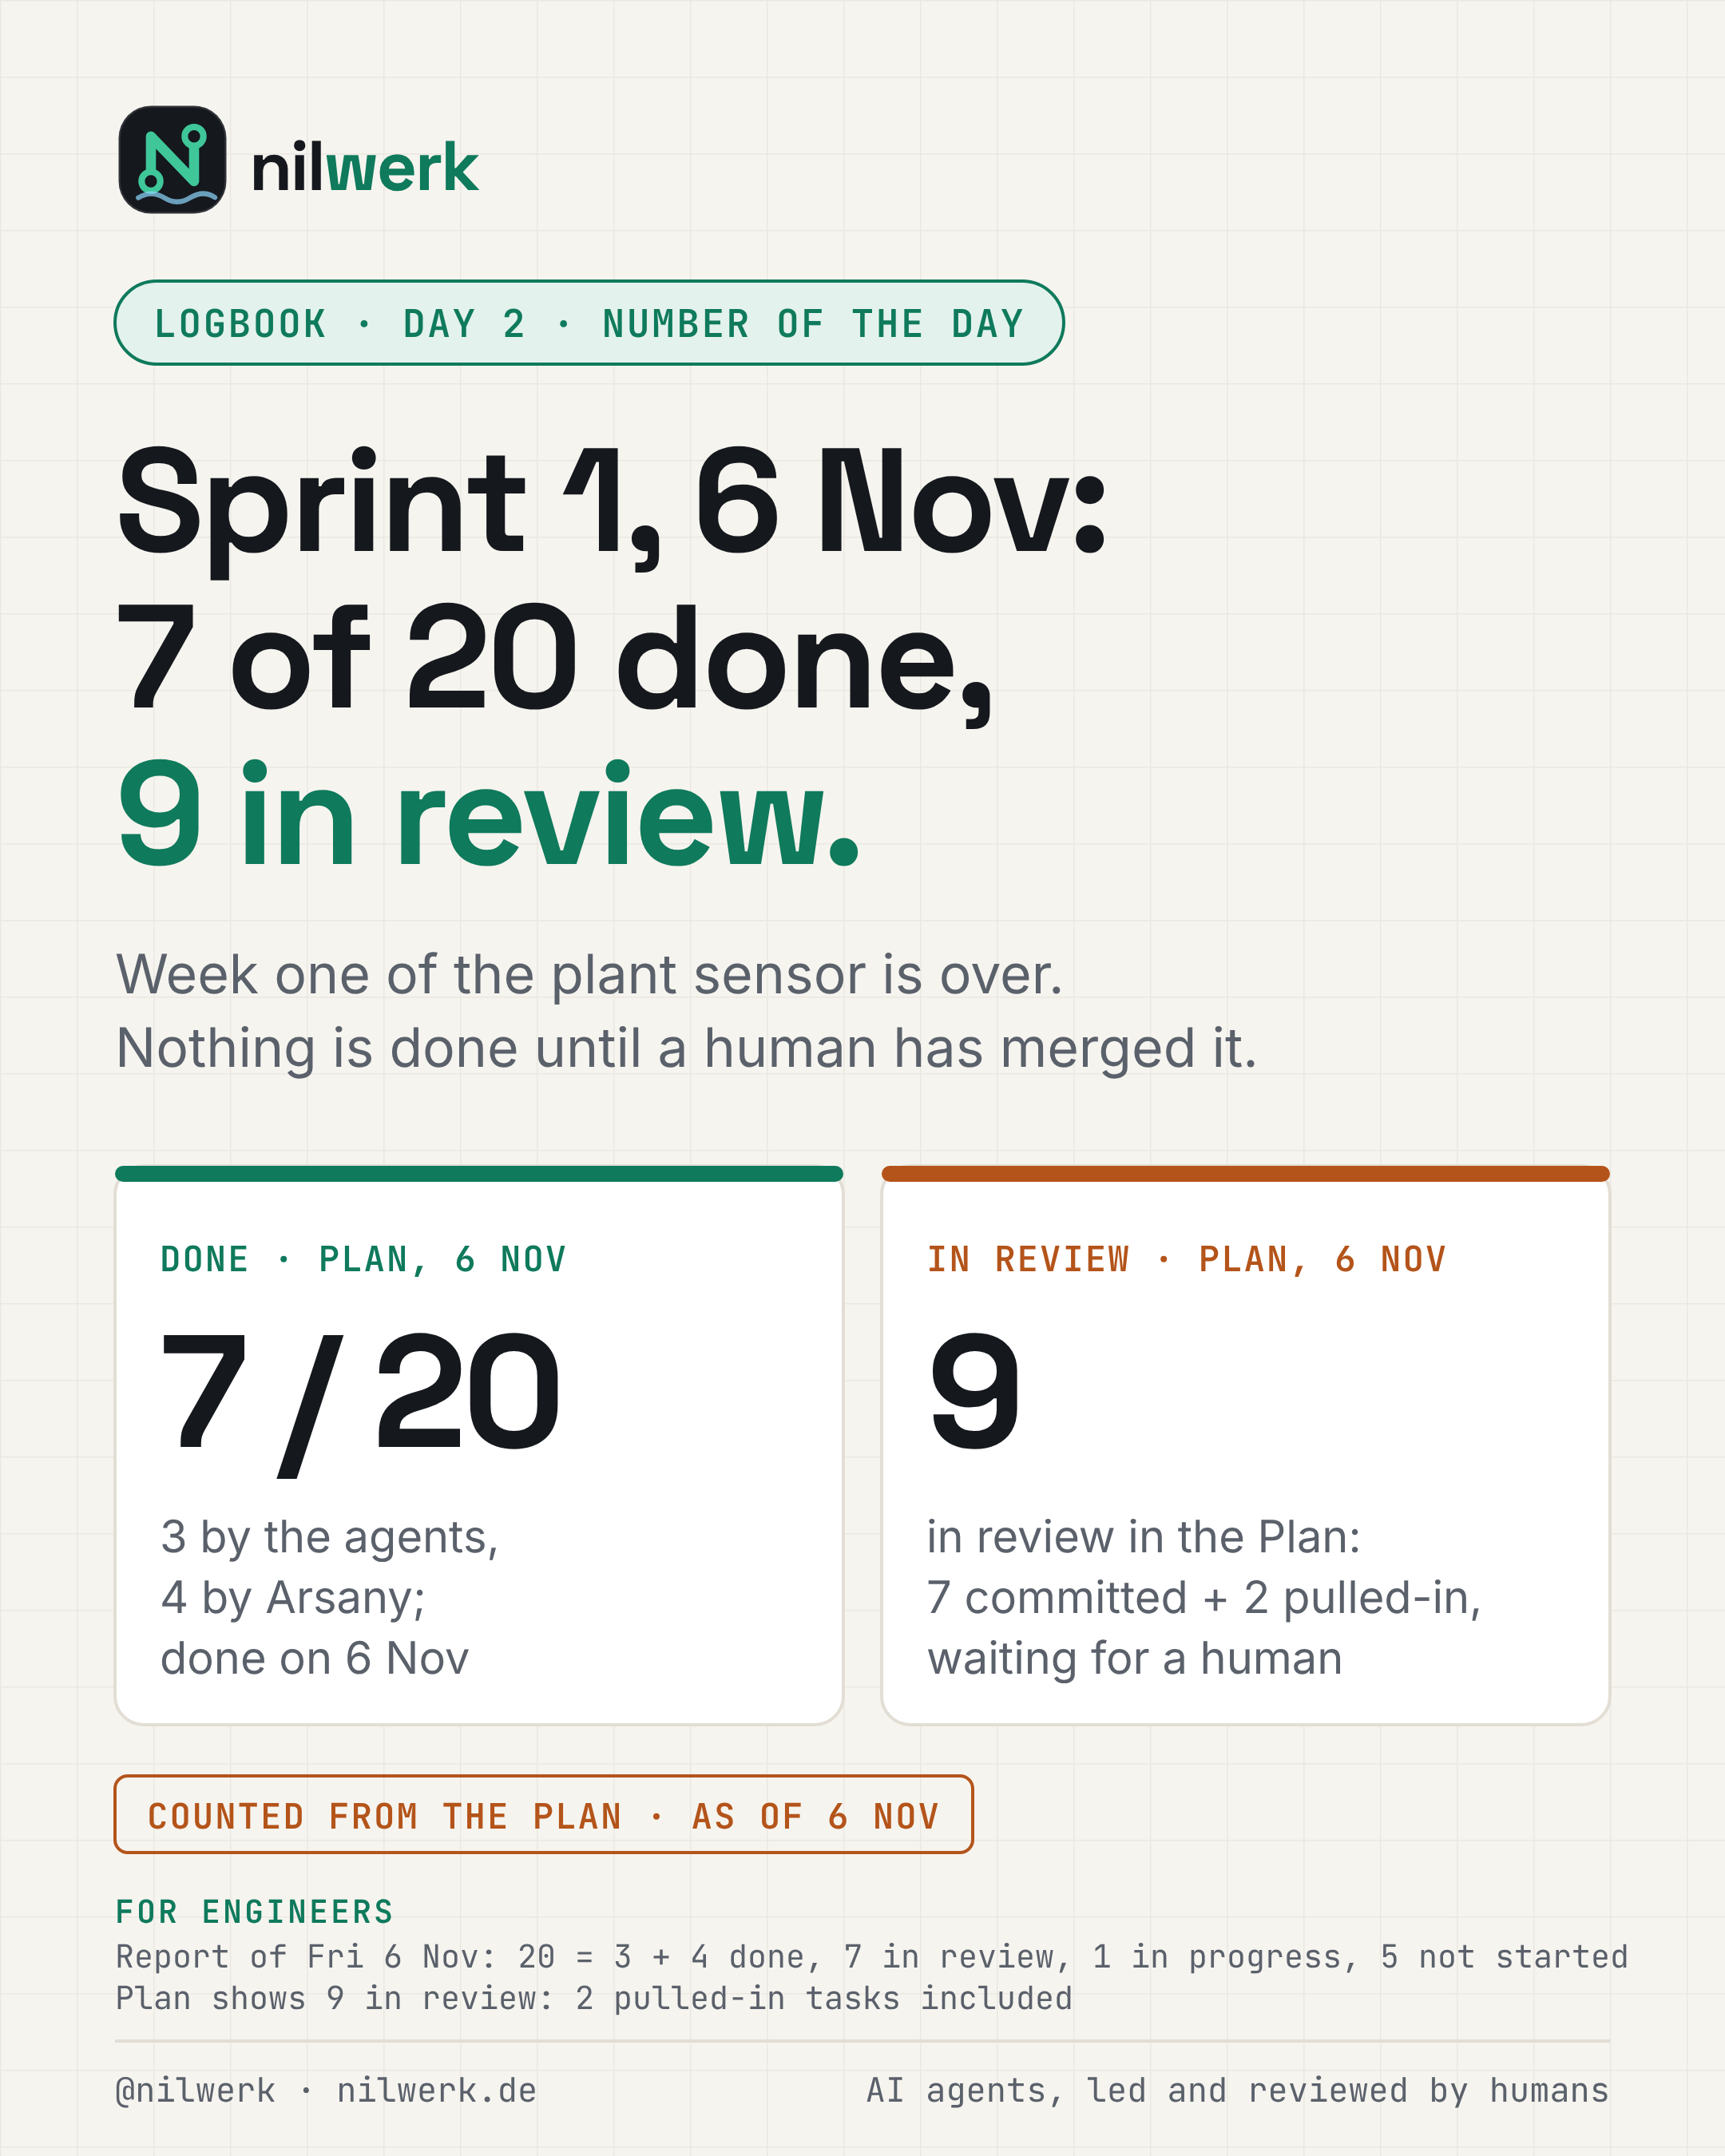 nilwerk
LOGBOOK · DAY 2 · NUMBER OF THE DAY
Sprint 1, 6 Nov:
7 of 20 done,
9 in review.
Week one of the plant sensor is over.
Nothing is done until a human has merged it.
DONE · PLAN, 6 NOV
7 / 20
3 by the agents,
4 by Arsany;
done on 6 Nov
IN REVIEW · PLAN, 6 NOV
9
in review in the Plan:
7 committed + 2 pulled-in,
waiting for a human
COUNTED FROM THE PLAN · AS OF 6 NOV
FOR ENGINEERS
Report of Fri 6 Nov: 20 = 3 + 4 done, 7 in review, 1 in progress, 5 not started
Plan shows 9 in review: 2 pulled-in tasks included
@nilwerk · nilwerk.de
AI agents, led and reviewed by humans